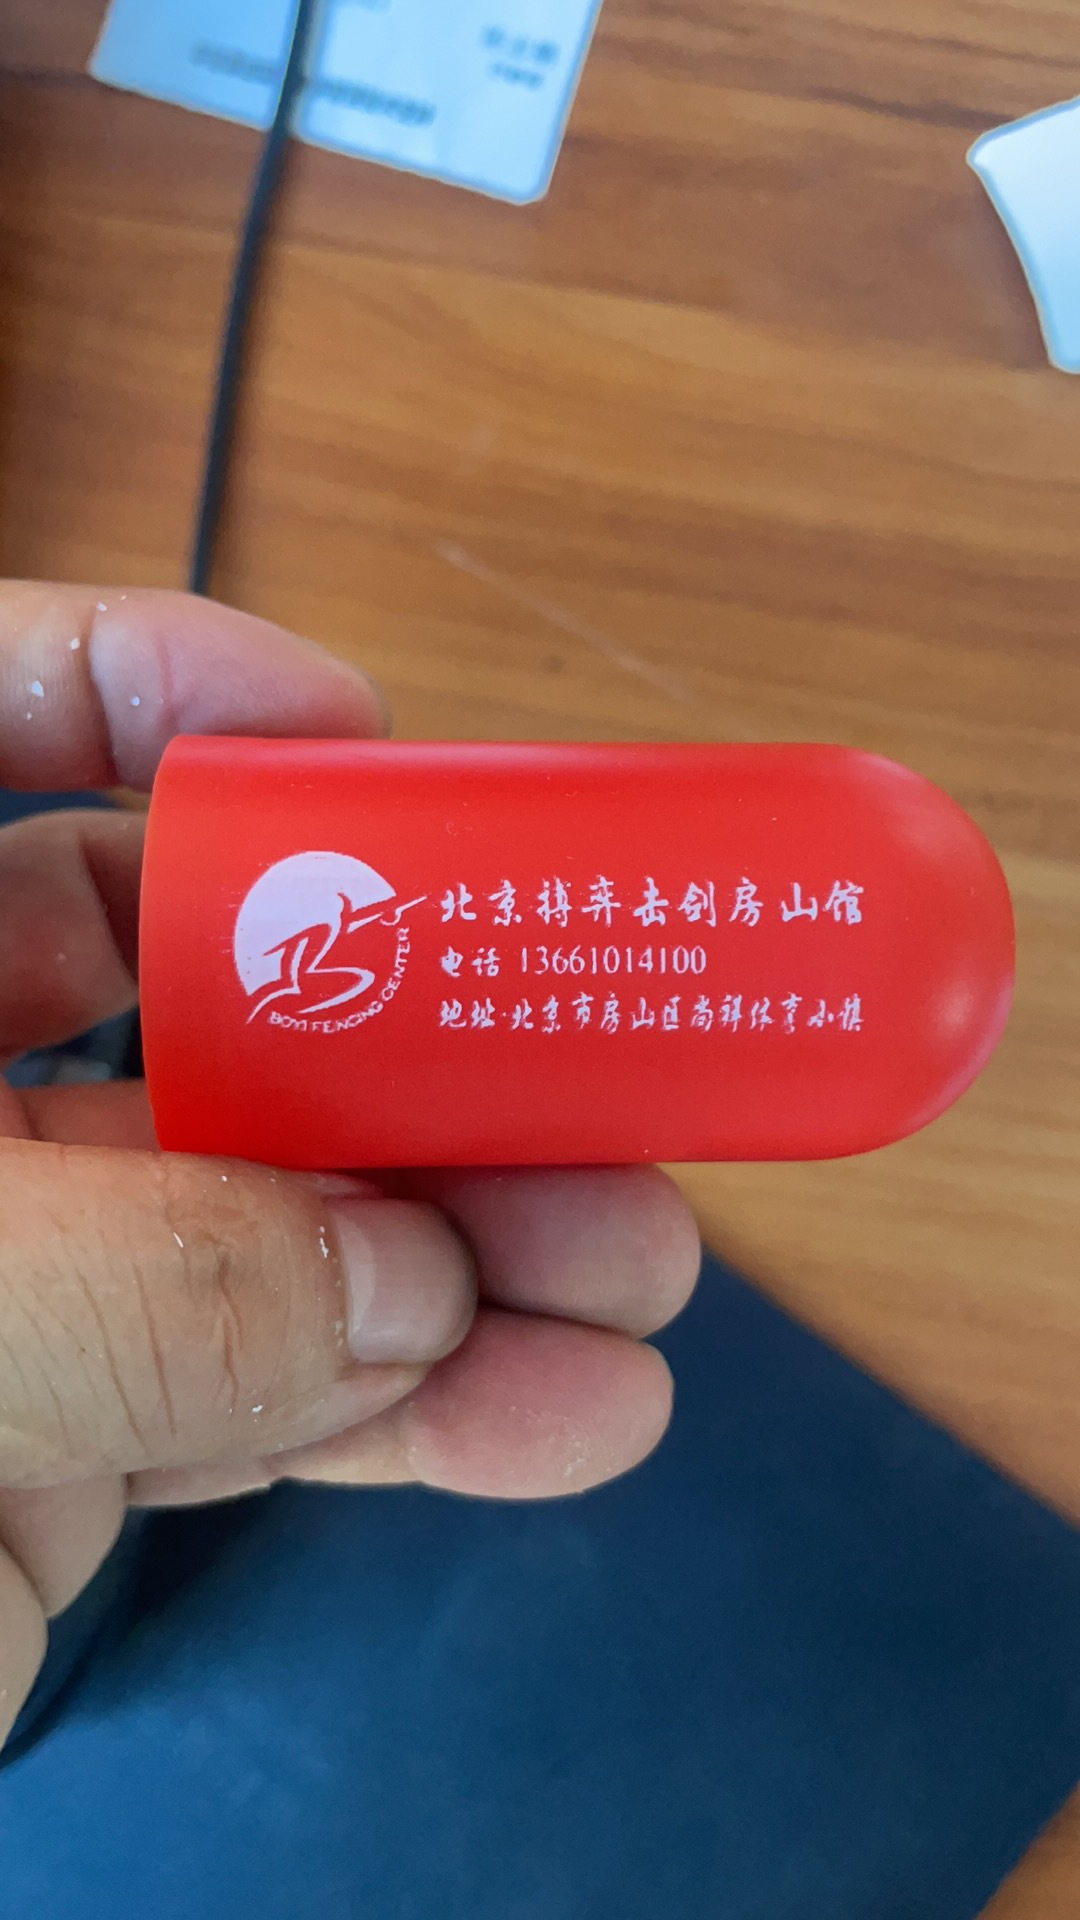 北京搏弈击剑房山馆
电话 13661014100
地址·北京市房山区尚祥体育小镇
BOYI FENCING CENTER